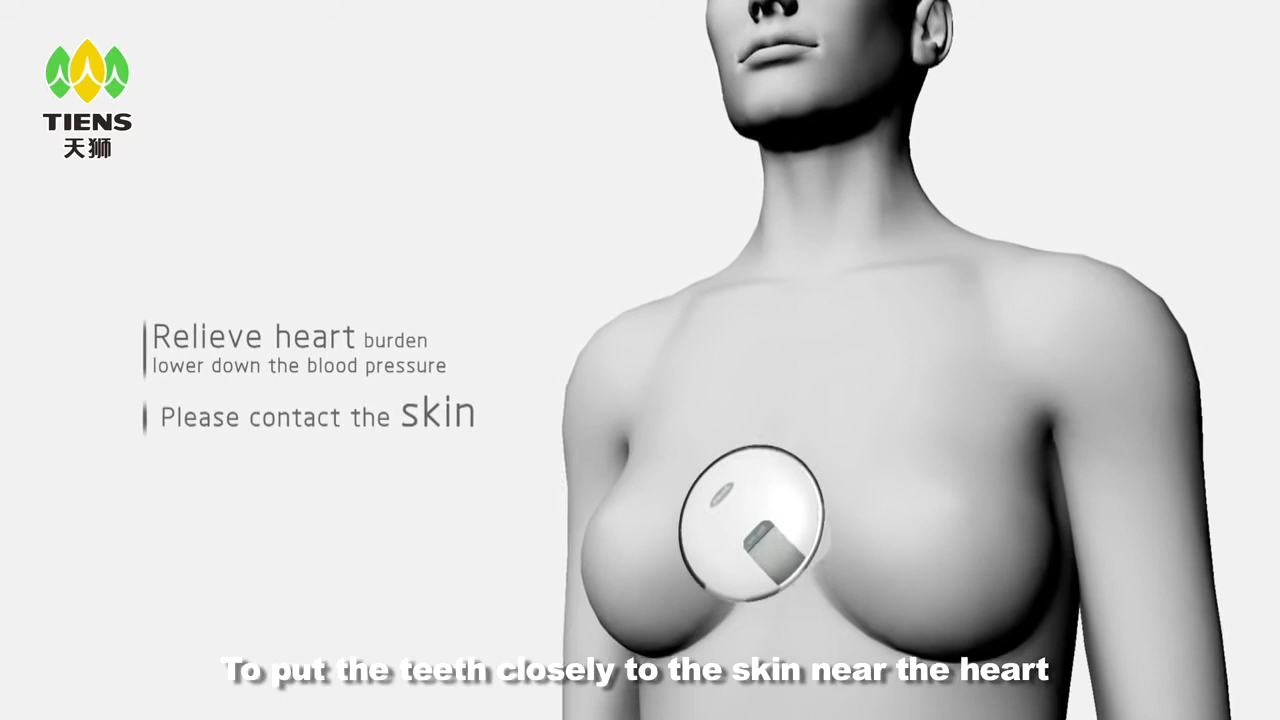 TIENS
天狮
Relieve heart burden
lower down the blood pressure
Please contact the skin
To put the teeth closely to the skin near the heart